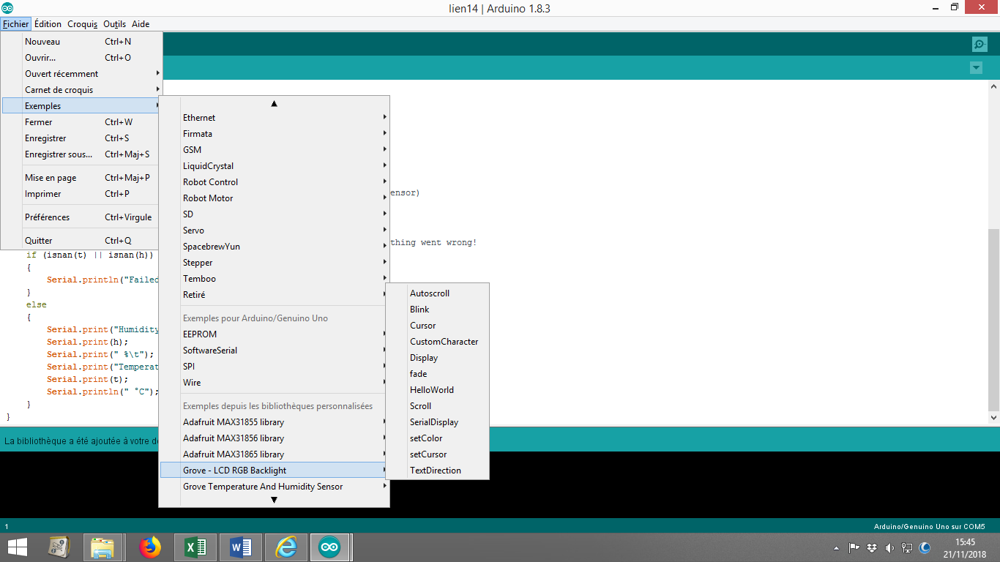 lien14 | Arduino 1.8.3
Fichier Édition Croquis Outils Aide
Nouveau Ctrl+N
Ouvrir... Ctrl+O
Ouvert récemment
Carnet de croquis
Exemples
Fermer Ctrl+W
Enregistrer Ctrl+S
Enregistrer sous... Ctrl+Maj+S
Mise en page Ctrl+Maj+P
Imprimer Ctrl+P
Préférences Ctrl+Virgule
Quitter Ctrl+Q
Ethernet
Firmata
GSM
LiquidCrystal
Robot Control
Robot Motor
SD
Servo
SpacebrewYun
Stepper
Temboo
Retiré
Exemples pour Arduino/Genuino Uno
EEPROM
SoftwareSerial
SPI
Wire
Exemples depuis les bibliothèques personnalisées
Adafruit MAX31855 library
Adafruit MAX31856 library
Adafruit MAX31865 library
Grove - LCD RGB Backlight
Grove Temperature And Humidity Sensor
Autoscroll
Blink
Cursor
CustomCharacter
Display
fade
HelloWorld
Scroll
SerialDisplay
setColor
setCursor
TextDirection
ensor)
thing went wrong!
if (isnan(t) || isnan(h))
{
Serial.println("Failed
}
else
{
Serial.print("Humidity
Serial.print(h);
Serial.print(" %\t");
Serial.print("Temperat
Serial.print(t);
Serial.println(" °C");
}
}
La bibliothèque a été ajoutée á votre d
1
Arduino/Genuino Uno sur COM5
15:45
21/11/2018